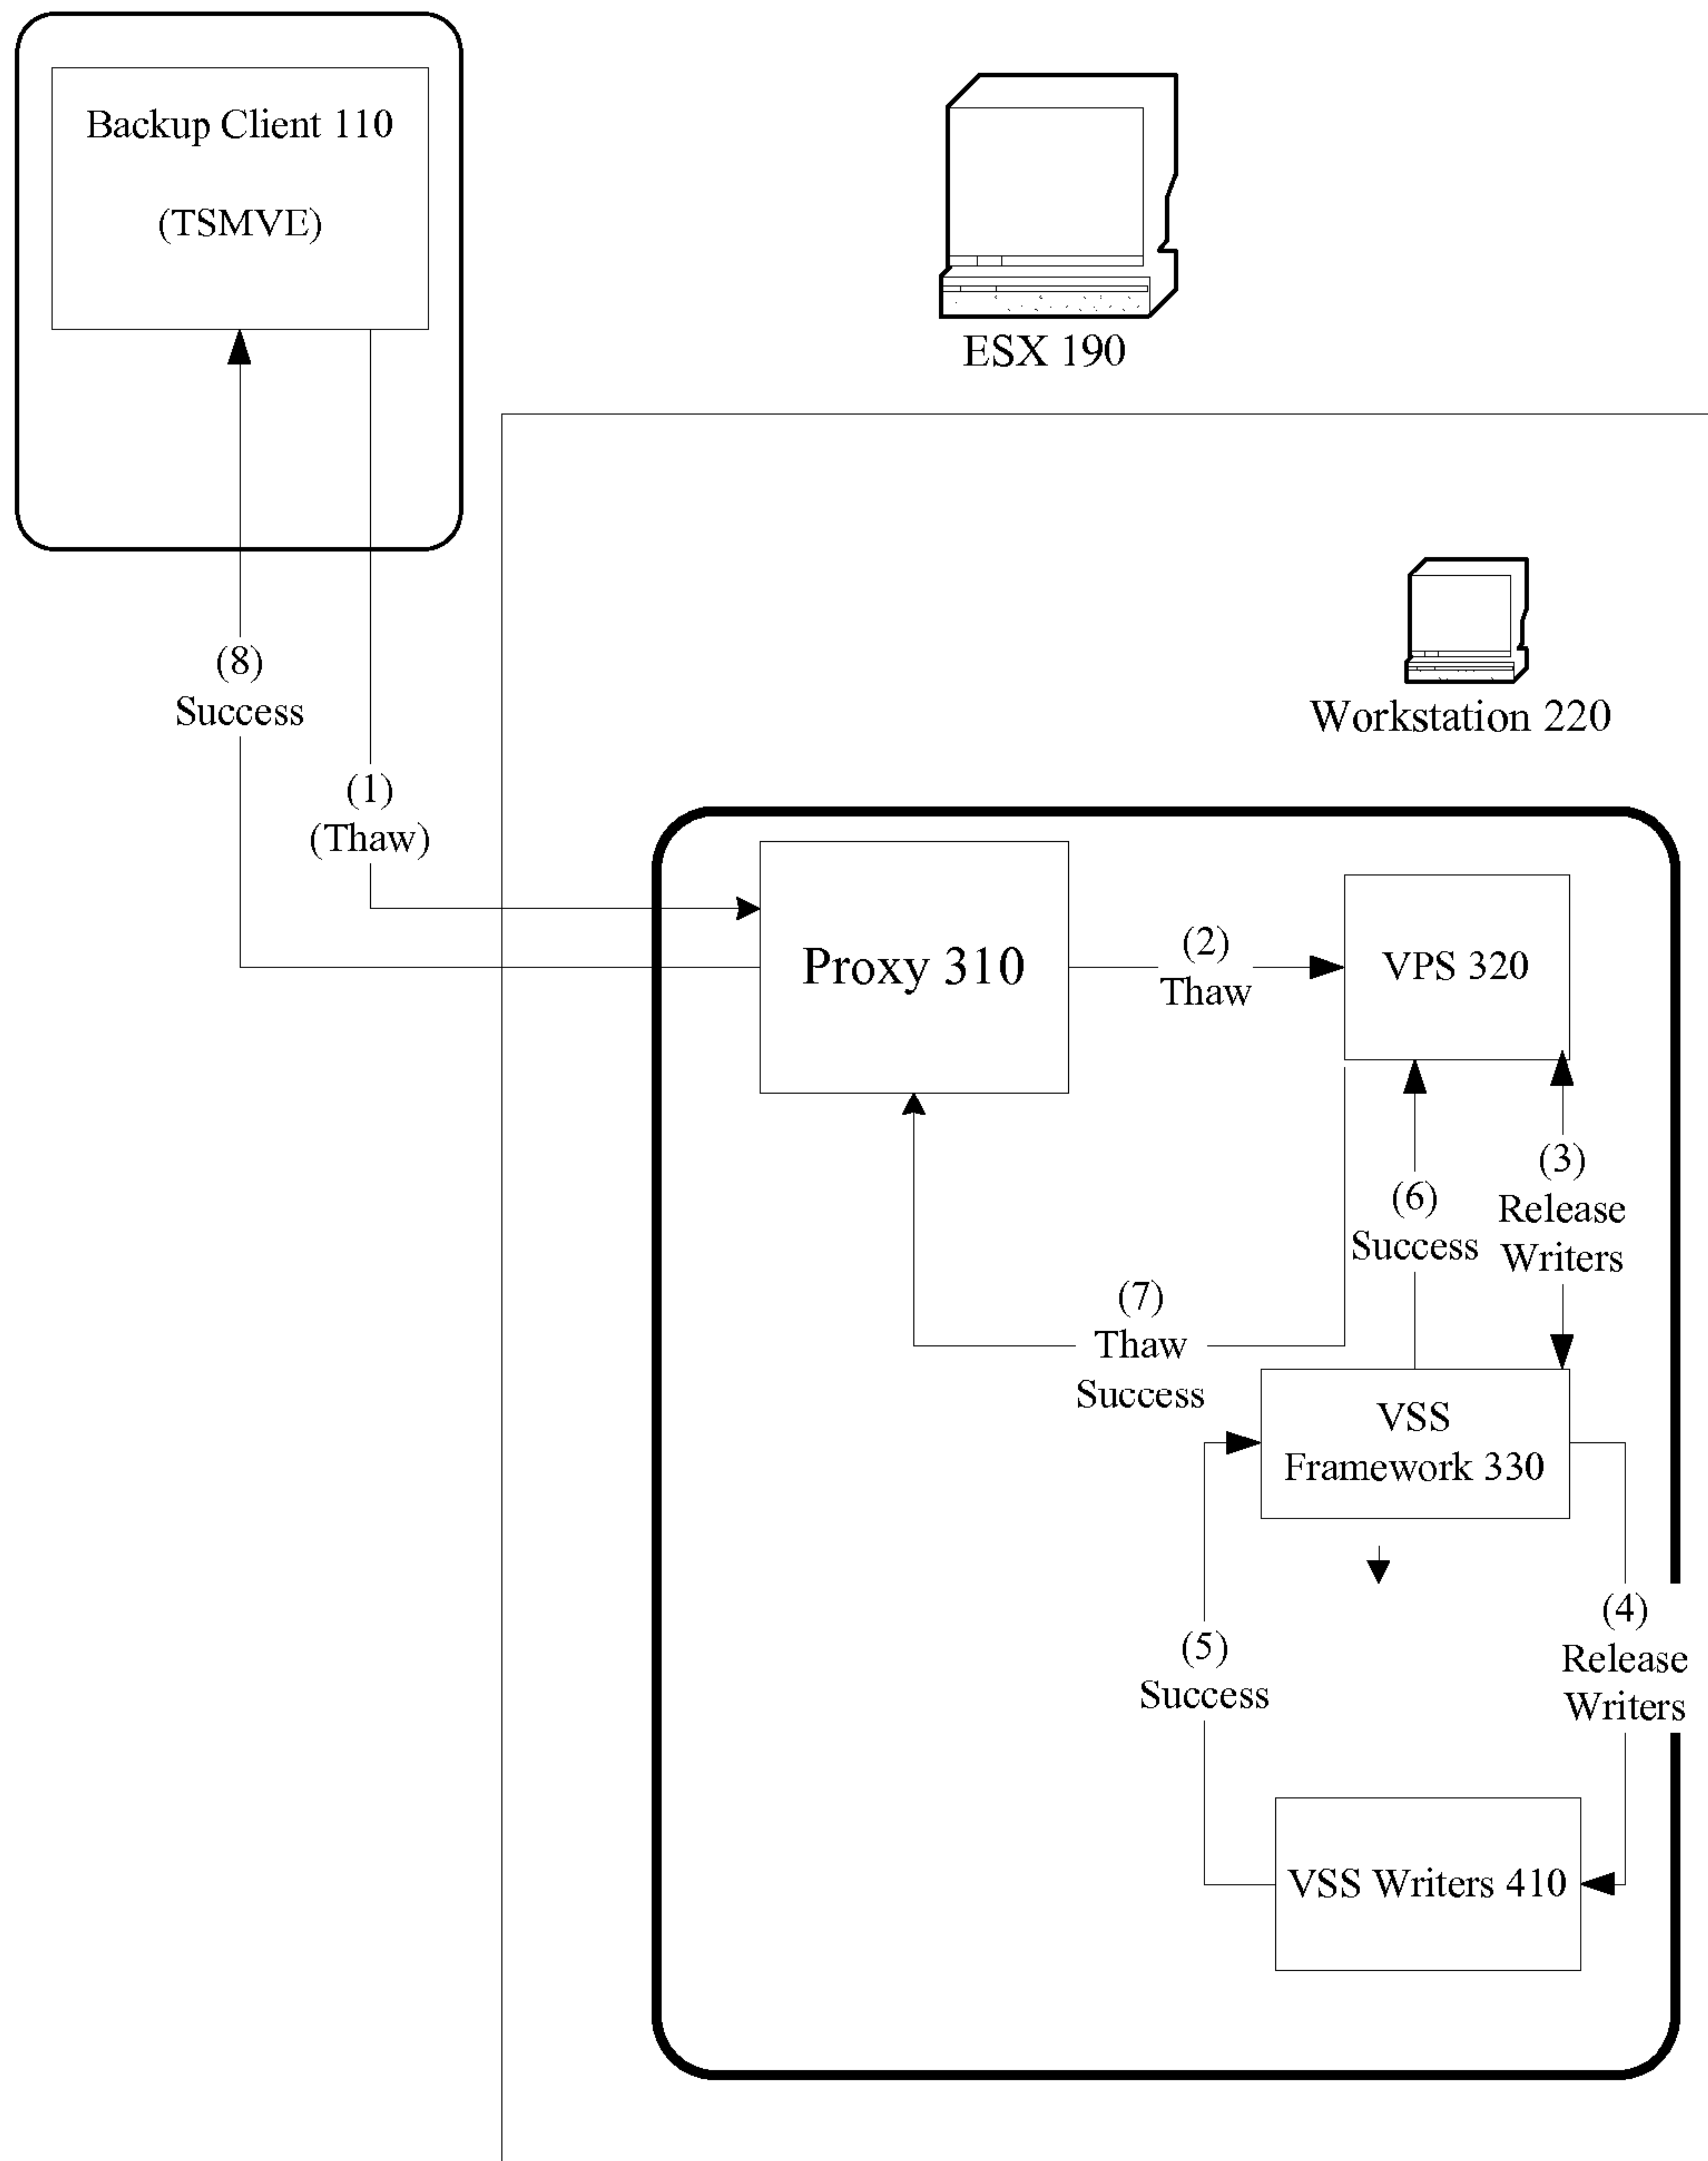 Backup Client 110
(TSMVE)
ESX 190
(8)
Success
Workstation 220
(1)
(Thaw)
Proxy 310
(2)
Thaw
VPS 320
(3)
Release
Writers
(6)
Success
(7)
Thaw
Success
VSS
Framework 330
(4)
Release
Writers
(5)
Success
VSS Writers 410